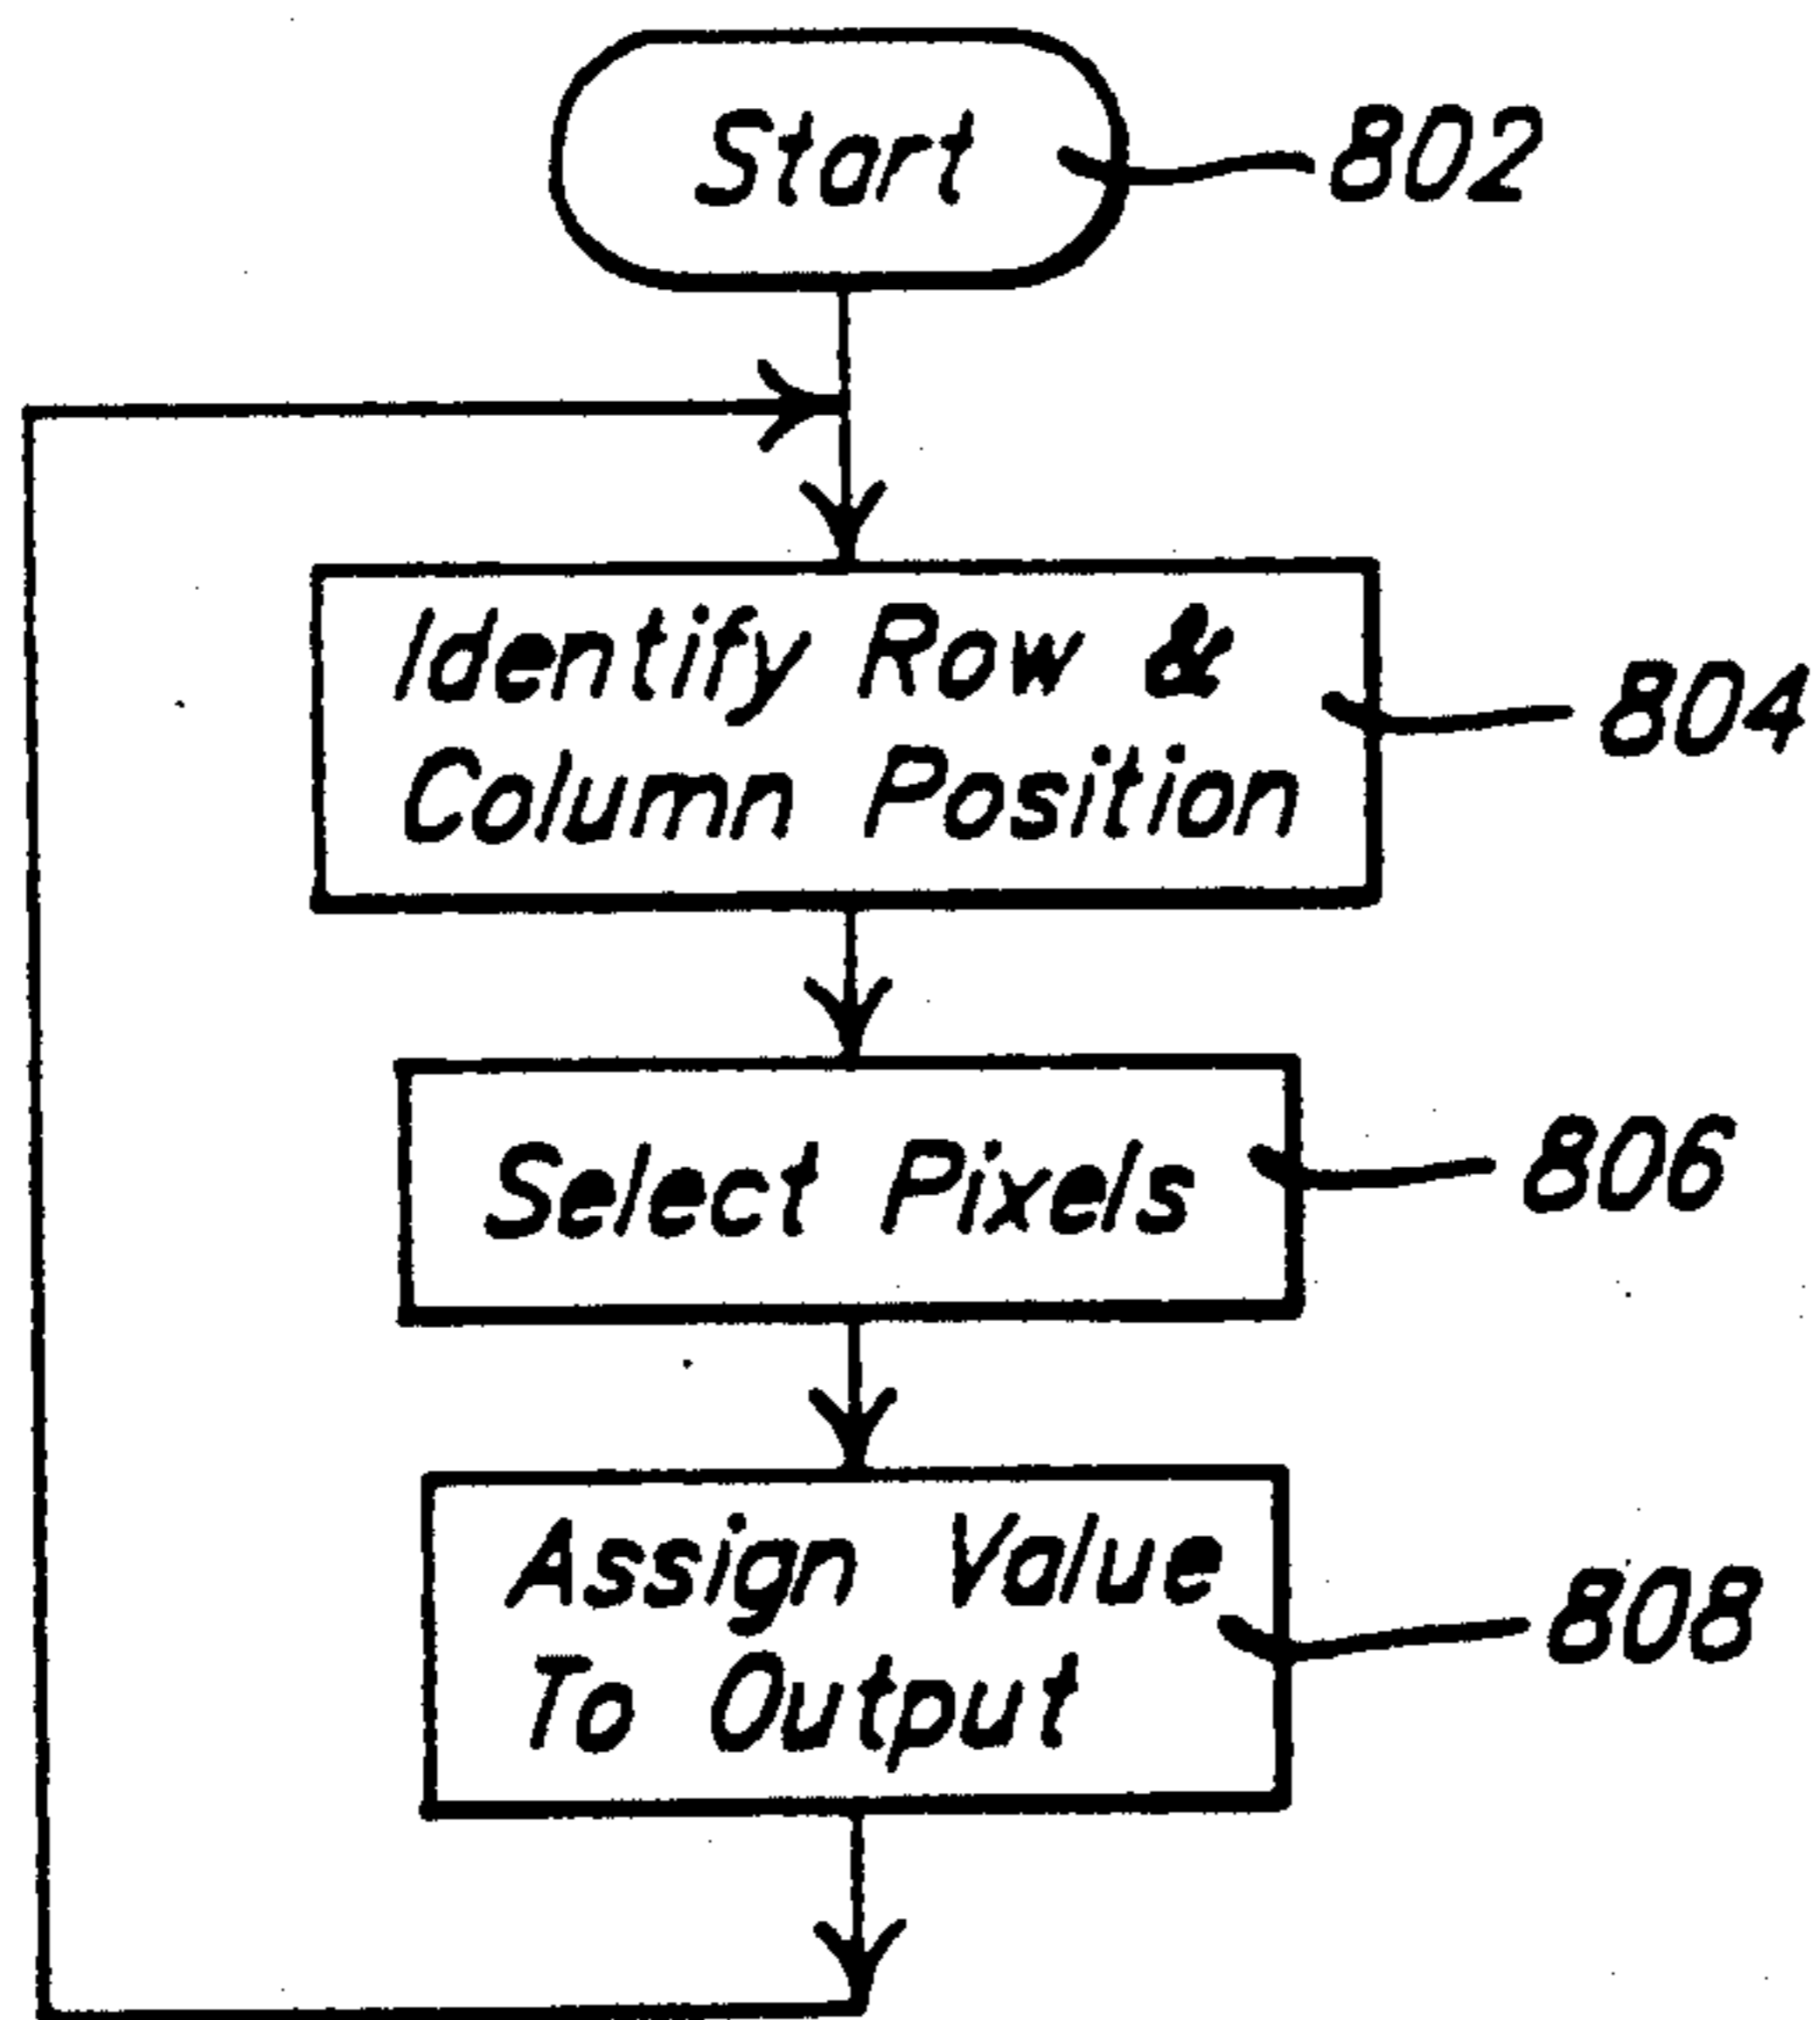 Start
802
Identify Row &
Column Position
804
Select Pixels
806
Assign Value
To Output
808